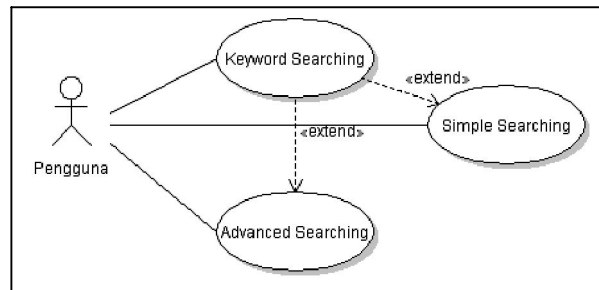 Keyword Searching
«extend»
Simple Searching
«extend»
Pengguna
Advanced Searching